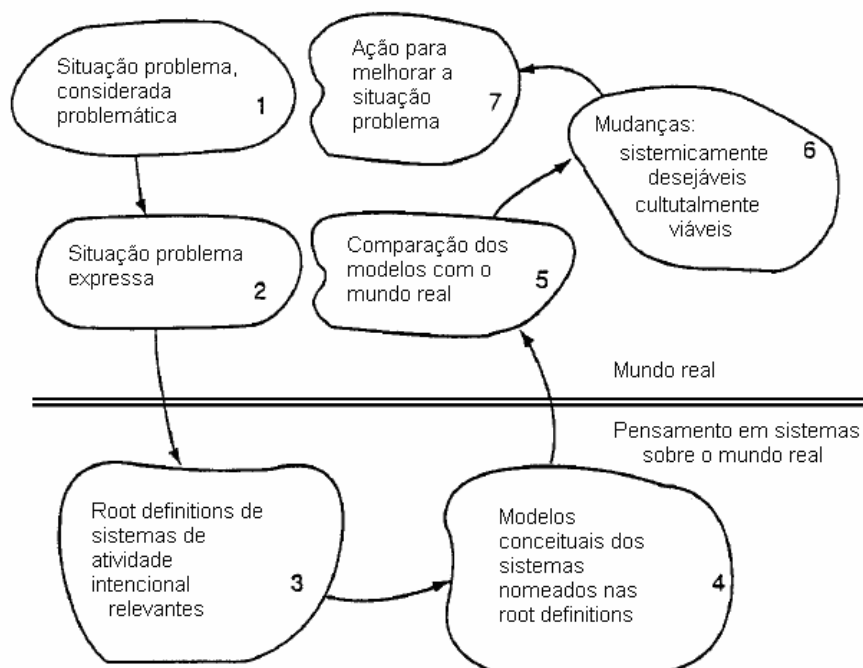 Situação problema,
considerada
problemática
1
Situação problema
expressa
2
Root definitions de
sistemas de
atividade
intencional
relevantes
3
Modelos
conceituais dos
sistemas
nomeados nas
root definitions
4
Comparação dos
modelos com o
mundo real
5
Mudanças:
sistemicamente
desejáveis
cultutalmente
viáveis
6
Ação para
melhorar a
situação
problema
7
Mundo real
Pensamento em sistemas
sobre o mundo real